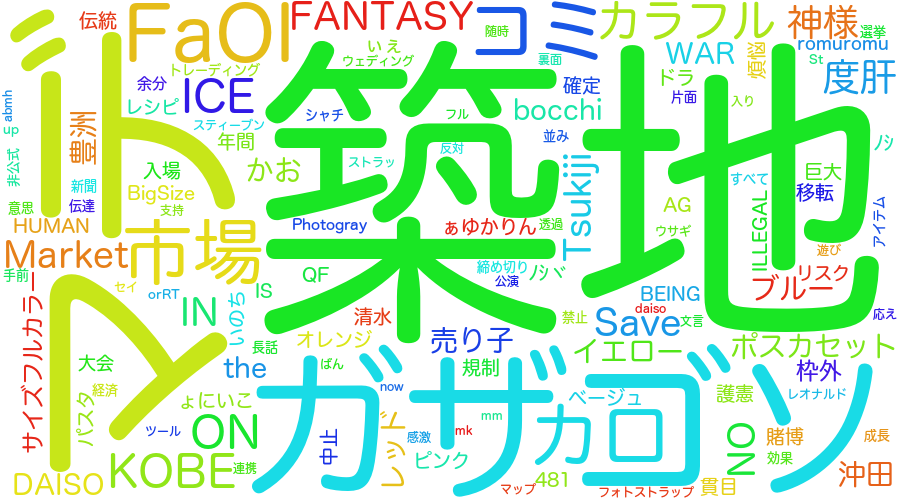 伝統
FaOI
FANTASY
コミ
カラフル
神様
選挙
随時
romuromu
トレーディング
いえ
ウェディング
裏面
WAR
煩悩
St
度肝
余分
ICE
ドラ
確定
abmh
レシピ
シャチ
フル
bocchi
片面
入り
up
スティーブン
豊洲
年間
並み
築地
反対
非公式
入場
かお
ストラッ
Tsukiji
すべて
巨大
新聞
BigSize
移転
意思
伝達
支持
AG
アイテム
HUMAN
市場
Photogray
ぁゆかりん
透過
ウサギ
ILLEGAL
遊び
Market
QF
締め切り
リスク
手前
セイ
IS
公演
BEING
ブルー
応え
orRT
IN
いのち
清水
禁止
daiso
サイズフルカラー
オレンジ
売り子
Save
文言
長話
イエロー
ポスカセット
大会
the
ぱん
規制
枠外
パスタ
経済
now
ベージュ
護憲
レオナルド
ょにいこ
レッド
mm
ツール
ON
中止
感激
mk
NO
賭博
成長
KOBE
連携
ピンク
効果
DAISO
481
貫目
沖田
マップ
フォトストラップ